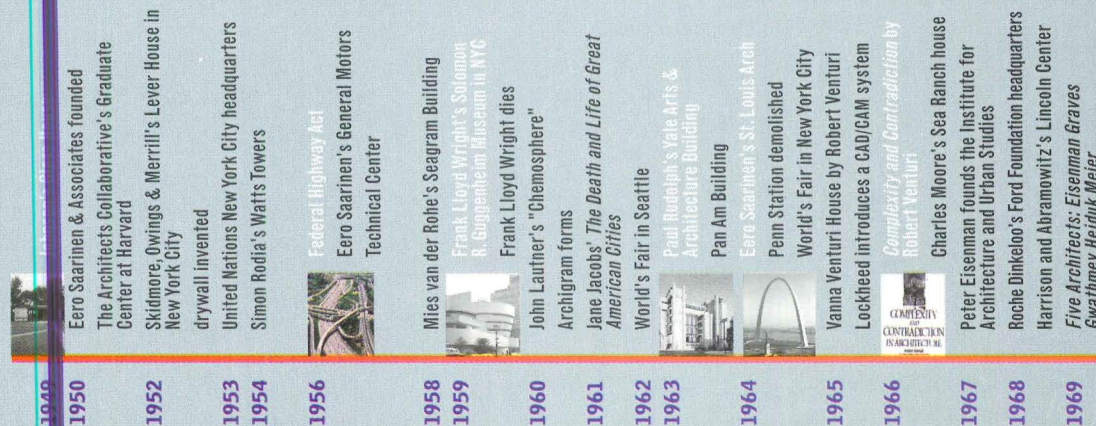 1949
1950
Eero Saarinen & Associates founded
The Architects Collaborative's Graduate
Center at Harvard
1952
Skidmore, Owings & Merrill's Lever House in
New York City
drywall invented
1953
United Nations New York City headquarters
1954
Simon Rodia's Watts Towers
1956
Federal Highway Act
Eero Saarinen's General Motors
Technical Center
1958
Mies van der Rohe's Seagram Building
1959
Frank Lloyd Wright's Solomon
R. Guggenheim Museum in NYC
Frank Lloyd Wright dies
1960
John Lautner's "Chemosphere"
Archigram forms
1961
Jane Jacobs' The Death and Life of Great
American Cities
1962
World's Fair in Seattle
1963
Paul Rudolph's Yale Arts &
Architecture Building
Pan Am Building
1964
Eero Saarinen's St. Louis Arch
Penn Station demolished
World's Fair in New York City
1965
Vanna Venturi House by Robert Venturi
Lockheed introduces a CAD/CAM system
1966
COMPLEXITY
AND
CONTRADICTION
IN ARCHITECTURE
Complexity and Contradiction by
Robert Venturi
Charles Moore's Sea Ranch house
1967
Peter Eisenman founds the Institute for
Architecture and Urban Studies
1968
Roche Dinkeloo's Ford Foundation headquarters
Harrison and Abramowitz's Lincoln Center
1969
Five Architects: Eisenman Graves
Gwathmey Hejduk Meier